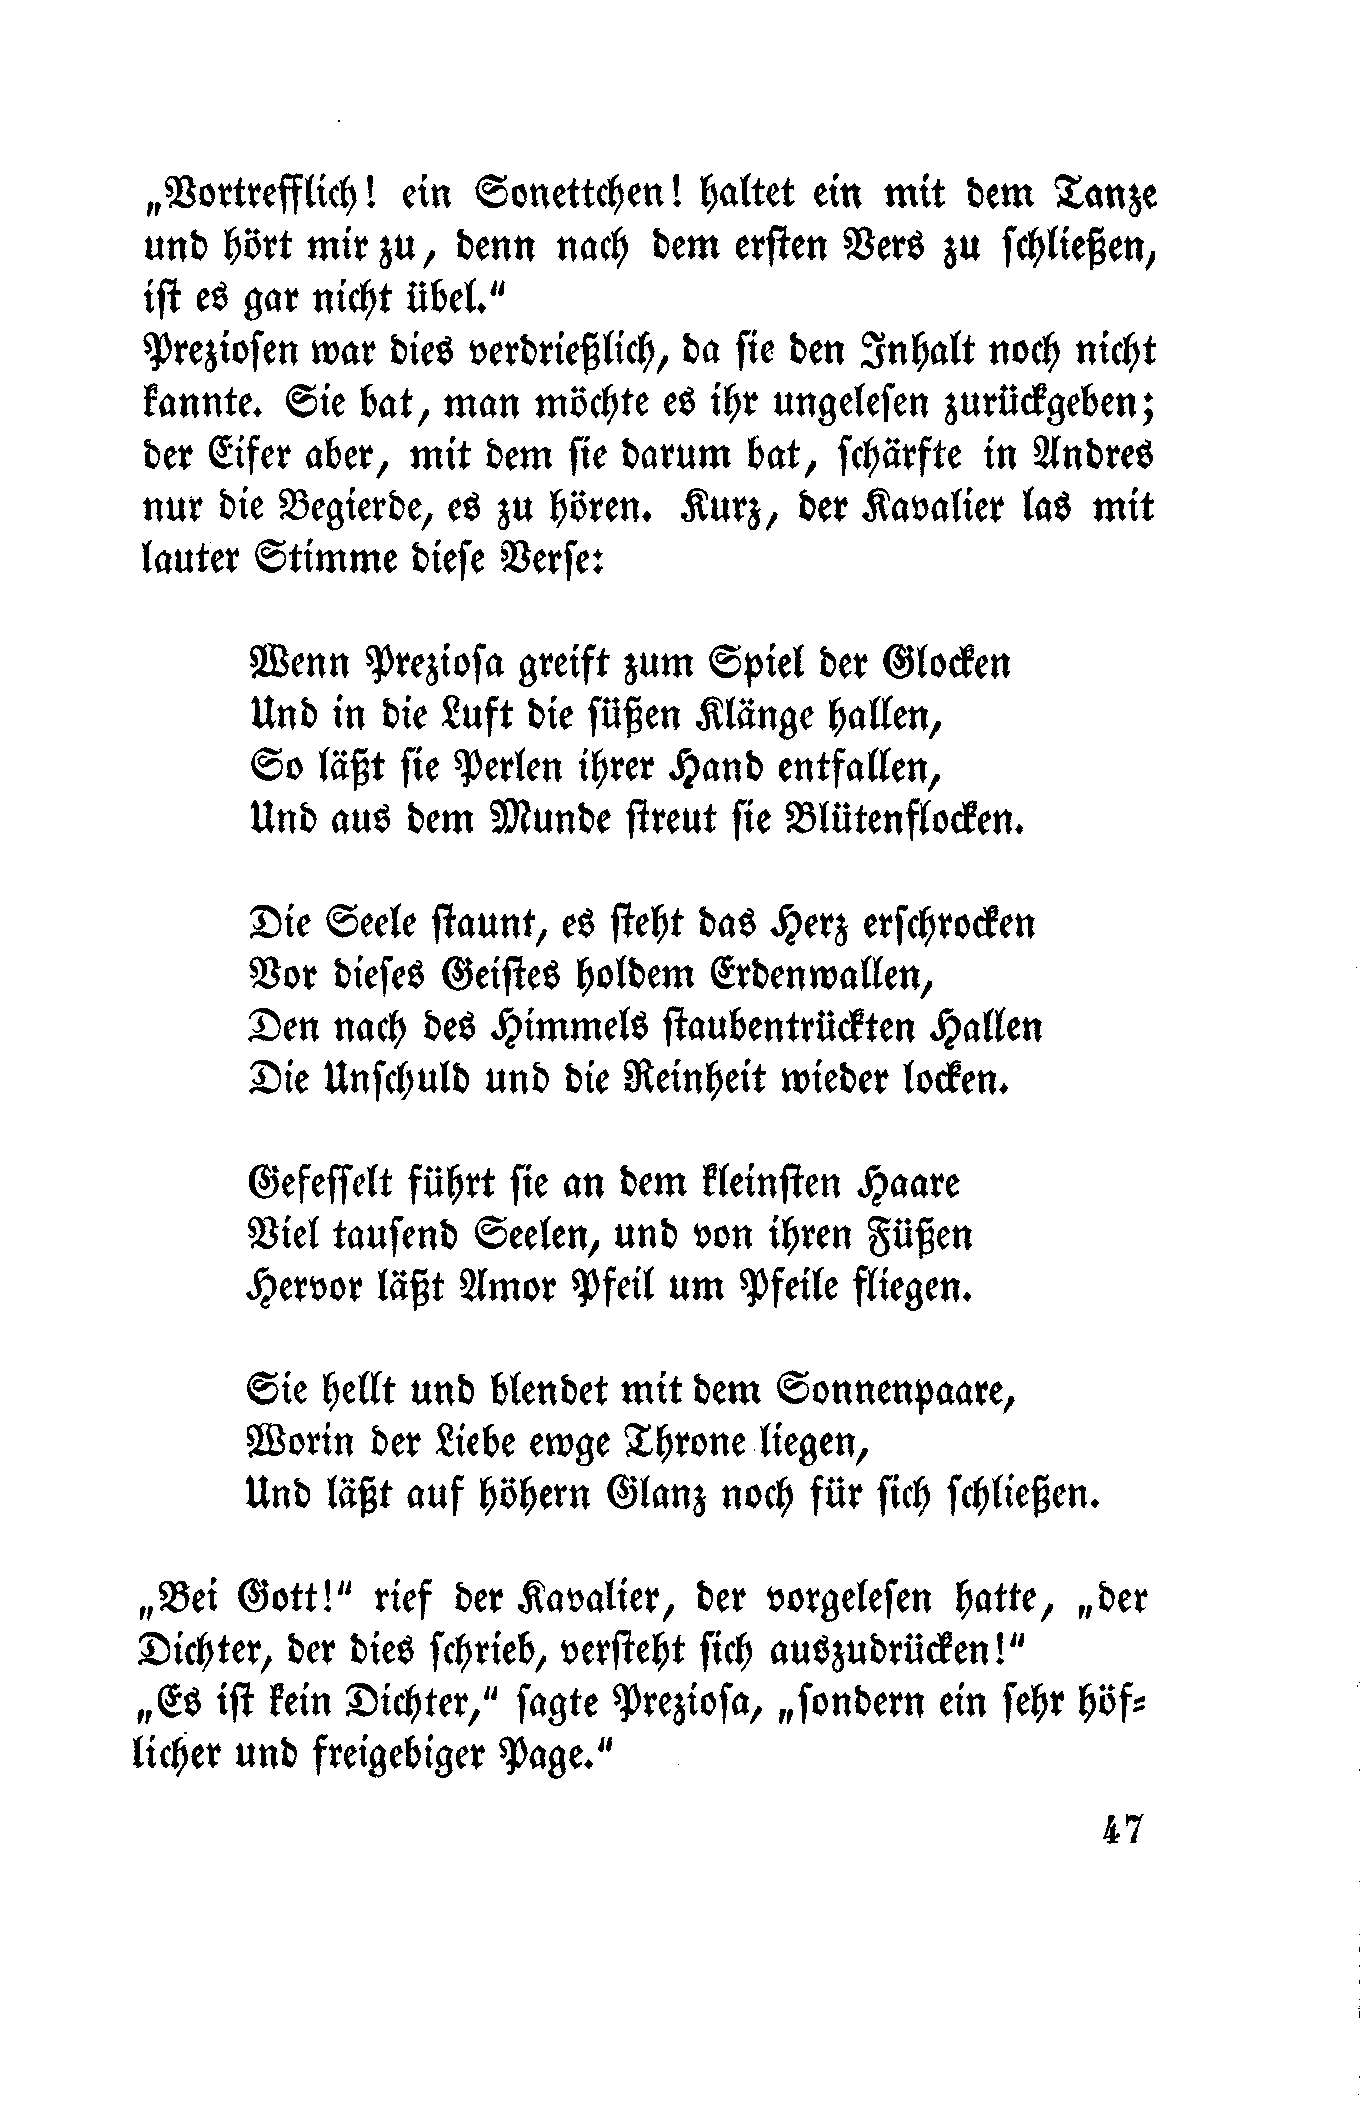 „Vortrefflich! ein Sonettchen! haltet ein mit dem Tanze
und hört mir zu, denn nach dem ersten Vers zu schließen,
ist es gar nicht übel.“
Preziosen war dies verdrießlich, da sie den Inhalt noch nicht
kannte. Sie bat, man möchte es ihr ungelesen zurückgeben;
der Eifer aber, mit dem sie darum bat, schärfte in Andres
nur die Begierde, es zu hören. Kurz, der Kavalier las mit
lauter Stimme diese Verse:
Wenn Preziosa greift zum Spiel der Glocken
Und in die Luft die süßen Klänge hallen,
So läßt sie Perlen ihrer Hand entfallen,
Und aus dem Munde streut sie Blütenflocken.
Die Seele staunt, es steht das Herz erschrocken
Vor dieses Geistes holdem Erdenwallen,
Den nach des Himmels staubentrückten Hallen
Die Unschuld und die Reinheit wieder locken.
Gefesselt führt sie an dem kleinsten Haare
Viel tausend Seelen, und von ihren Füßen
Hervor läßt Amor Pfeil um Pfeile fliegen.
Sie hellt und blendet mit dem Sonnenpaare,
Worin der Liebe ewge Throne liegen,
Und läßt auf höhern Glanz noch für sich schließen.
„Bei Gott!“ rief der Kavalier, der vorgelesen hatte, „der
Dichter, der dies schrieb, versteht sich auszudrücken!“
„Es ist kein Dichter,“ sagte Preziosa, „sondern ein sehr höf-
licher und freigebiger Page.“
47